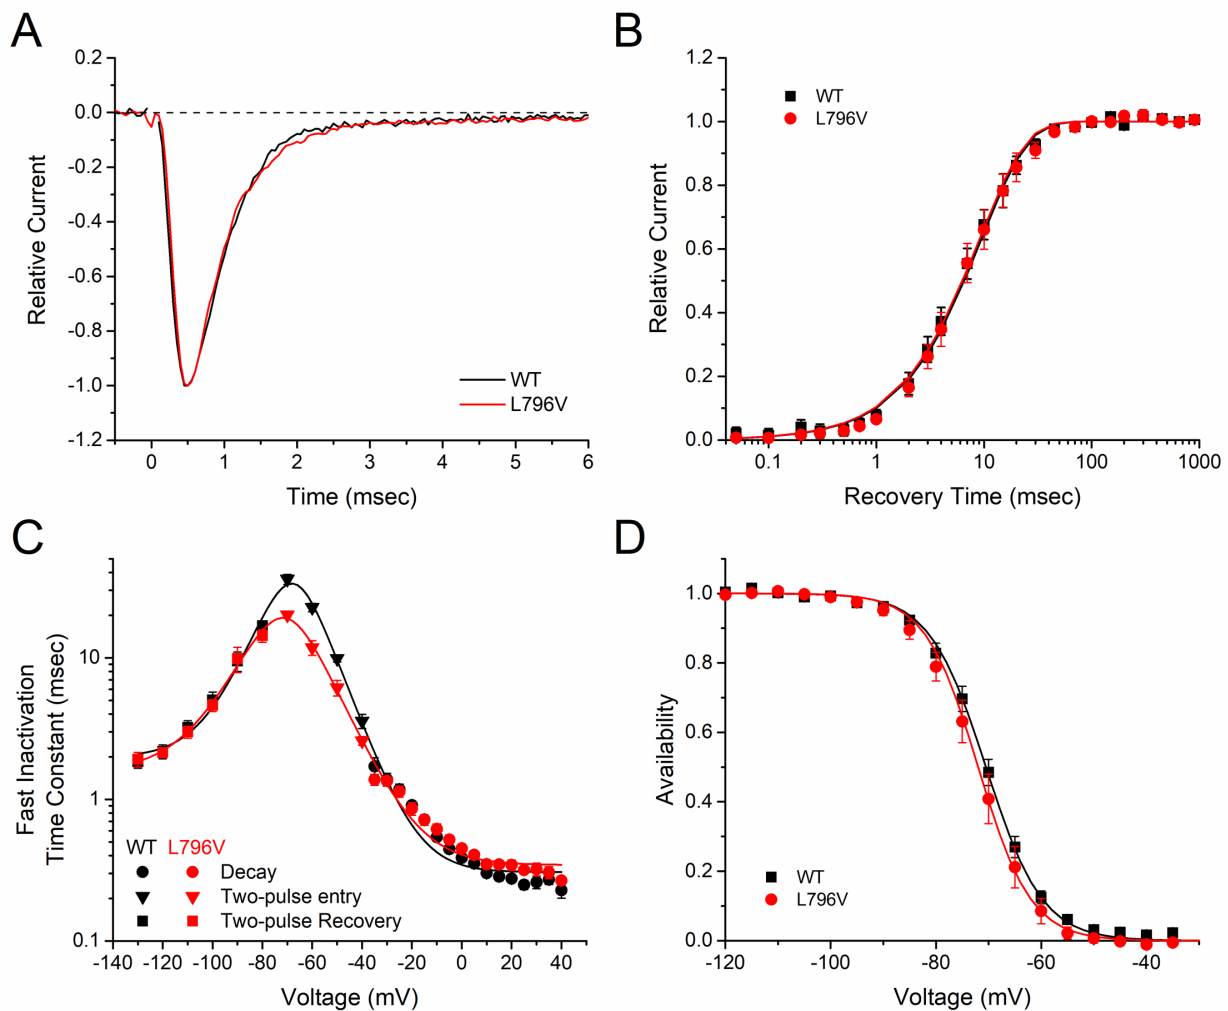 A
0.2
0.0
-0.2
-0.4
-0.6
-0.8
-1.0
-1.2
Relative Current
WT
L796V
0 1 2 3 4 5 6
Time (msec)
B
1.2
1.0
0.8
0.6
0.4
0.2
0.0
Relative Current
WT
L796V
0.1 1 10 100 1000
Recovery Time (msec)
C
10
1
0.1
Fast Inactivation
Time Constant (msec)
WT L796V
Decay
Two-pulse entry
Two-pulse Recovery
-140 -120 -100 -80 -60 -40 -20 0 20 40
Voltage (mV)
D
1.0
0.8
0.6
0.4
0.2
0.0
Availability
WT
L796V
-120 -100 -80 -60 -40
Voltage (mV)